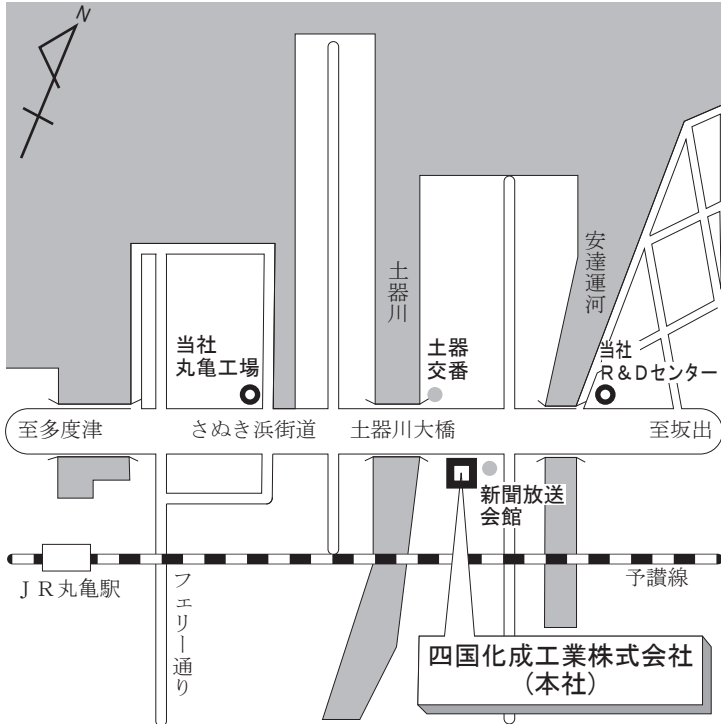 N
土器川
安達運河
当社
丸亀工場
土器
交番
当社
R&Dセンター
至多度津
さぬき浜街道
土器川大橋
至坂出
新聞放送
会館
JR丸亀駅
フェリー通り
予讃線
四国化成工業株式会社
(本社)